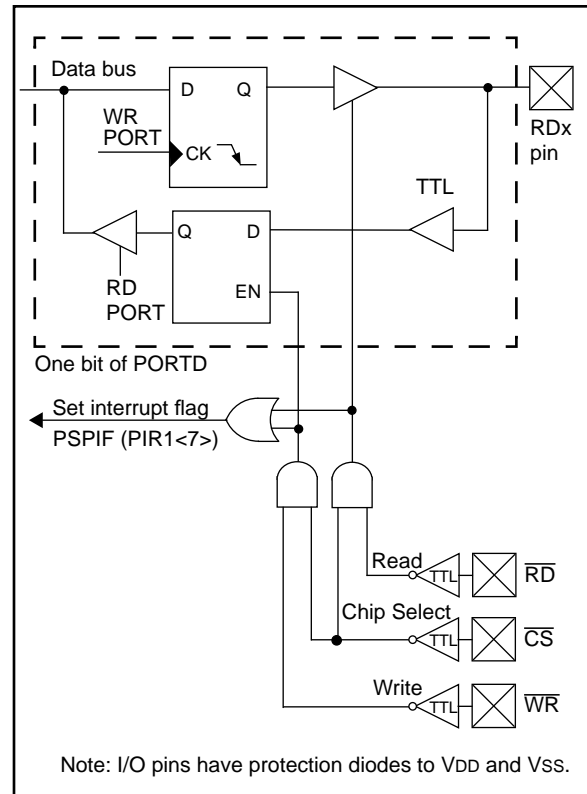 Data bus
D Q
WR
PORT
CK
RDx
pin
TTL
Q D
RD
PORT
EN
One bit of PORTD
Set interrupt flag
PSPIF (PIR1<7>)
Read
TTL
RD
Chip Select
TTL
CS
Write
TTL
WR
Note: I/O pins have protection diodes to VDD and VSS.